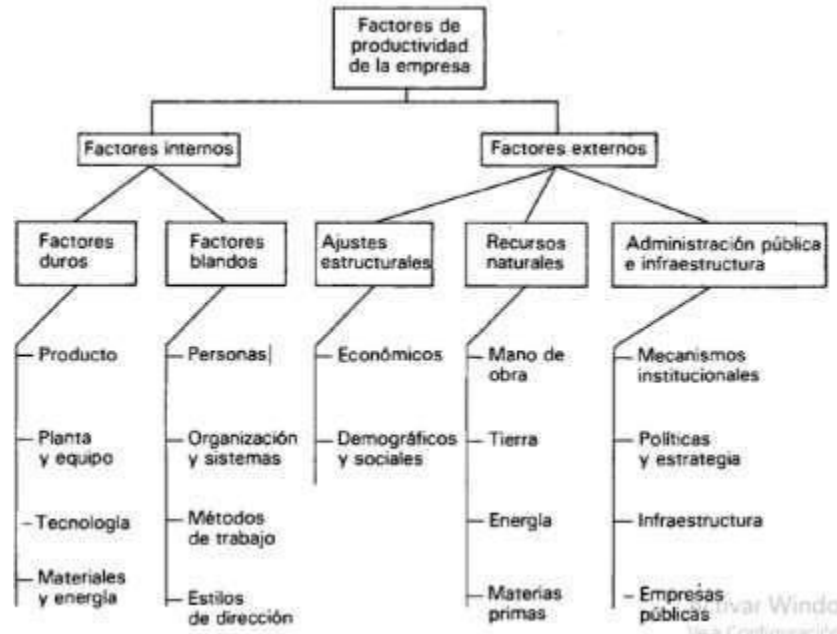 Factores de
productividad
de la empresa
Factores internos
Factores externos
Factores
duros
Factores
blandos
Ajustes
estructurales
Recursos
naturales
Administración pública
e infraestructura
Producto
Planta
y equipo
Tecnología
Materiales
y energía
Personas
Organización
y sistemas
Métodos
de trabajo
Estilos
de dirección
Económicos
Demográficos
y sociales
Mano de
obra
Tierra
Energía
Materias
primas
Mecanismos
institucionales
Políticas
y estrategia
Infraestructura
Empresas
públicas